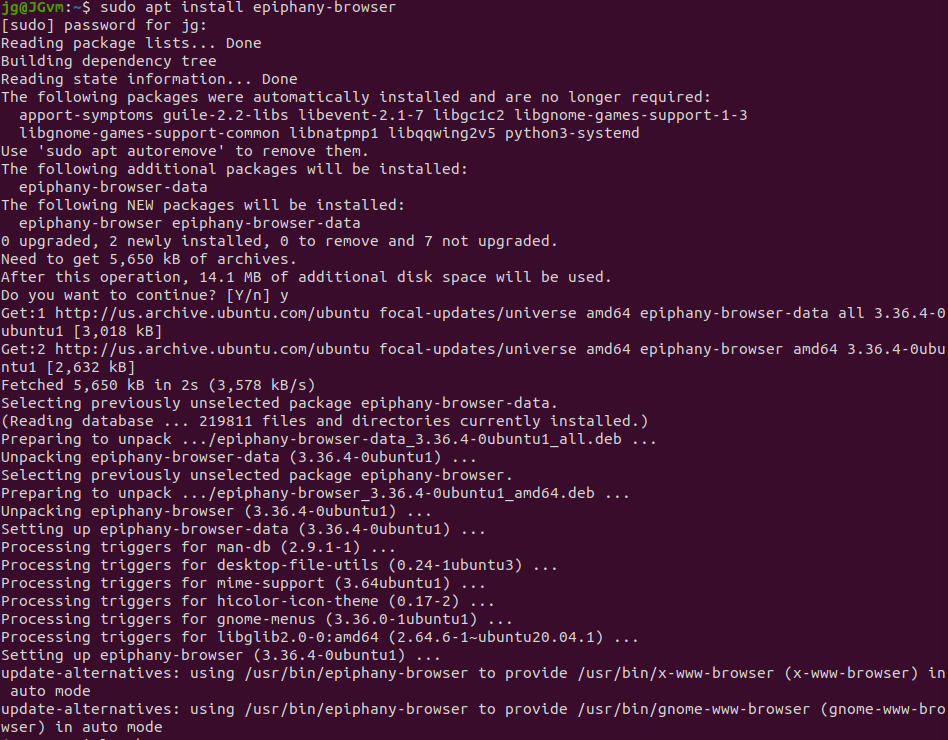 jg@JGvm:~$ sudo apt install epiphany-browser
[sudo] password for jg:
Reading package lists... Done
Building dependency tree
Reading state information... Done
The following packages were automatically installed and are no longer required:
  apport-symptoms guile-2.2-libs libevent-2.1-7 libgc1c2 libgnome-games-support-1-3
  libgnome-games-support-common libnatpmp1 libqqwing2v5 python3-systemd
Use 'sudo apt autoremove' to remove them.
The following additional packages will be installed:
  epiphany-browser-data
The following NEW packages will be installed:
  epiphany-browser epiphany-browser-data
0 upgraded, 2 newly installed, 0 to remove and 7 not upgraded.
Need to get 5,650 kB of archives.
After this operation, 14.1 MB of additional disk space will be used.
Do you want to continue? [Y/n] y
Get:1 http://us.archive.ubuntu.com/ubuntu focal-updates/universe amd64 epiphany-browser-data all 3.36.4-0
ubuntu1 [3,018 kB]
Get:2 http://us.archive.ubuntu.com/ubuntu focal-updates/universe amd64 epiphany-browser amd64 3.36.4-0ubu
ntu1 [2,632 kB]
Fetched 5,650 kB in 2s (3,578 kB/s)
Selecting previously unselected package epiphany-browser-data.
(Reading database ... 219811 files and directories currently installed.)
Preparing to unpack .../epiphany-browser-data_3.36.4-0ubuntu1_all.deb ...
Unpacking epiphany-browser-data (3.36.4-0ubuntu1) ...
Selecting previously unselected package epiphany-browser.
Preparing to unpack .../epiphany-browser_3.36.4-0ubuntu1_amd64.deb ...
Unpacking epiphany-browser (3.36.4-0ubuntu1) ...
Setting up epiphany-browser-data (3.36.4-0ubuntu1) ...
Processing triggers for man-db (2.9.1-1) ...
Processing triggers for desktop-file-utils (0.24-1ubuntu3) ...
Processing triggers for mime-support (3.64ubuntu1) ...
Processing triggers for hicolor-icon-theme (0.17-2) ...
Processing triggers for gnome-menus (3.36.0-1ubuntu1) ...
Processing triggers for libglib2.0-0:amd64 (2.64.6-1~ubuntu20.04.1) ...
Setting up epiphany-browser (3.36.4-0ubuntu1) ...
update-alternatives: using /usr/bin/epiphany-browser to provide /usr/bin/x-www-browser (x-www-browser) in
 auto mode
update-alternatives: using /usr/bin/epiphany-browser to provide /usr/bin/gnome-www-browser (gnome-www-bro
wser) in auto mode